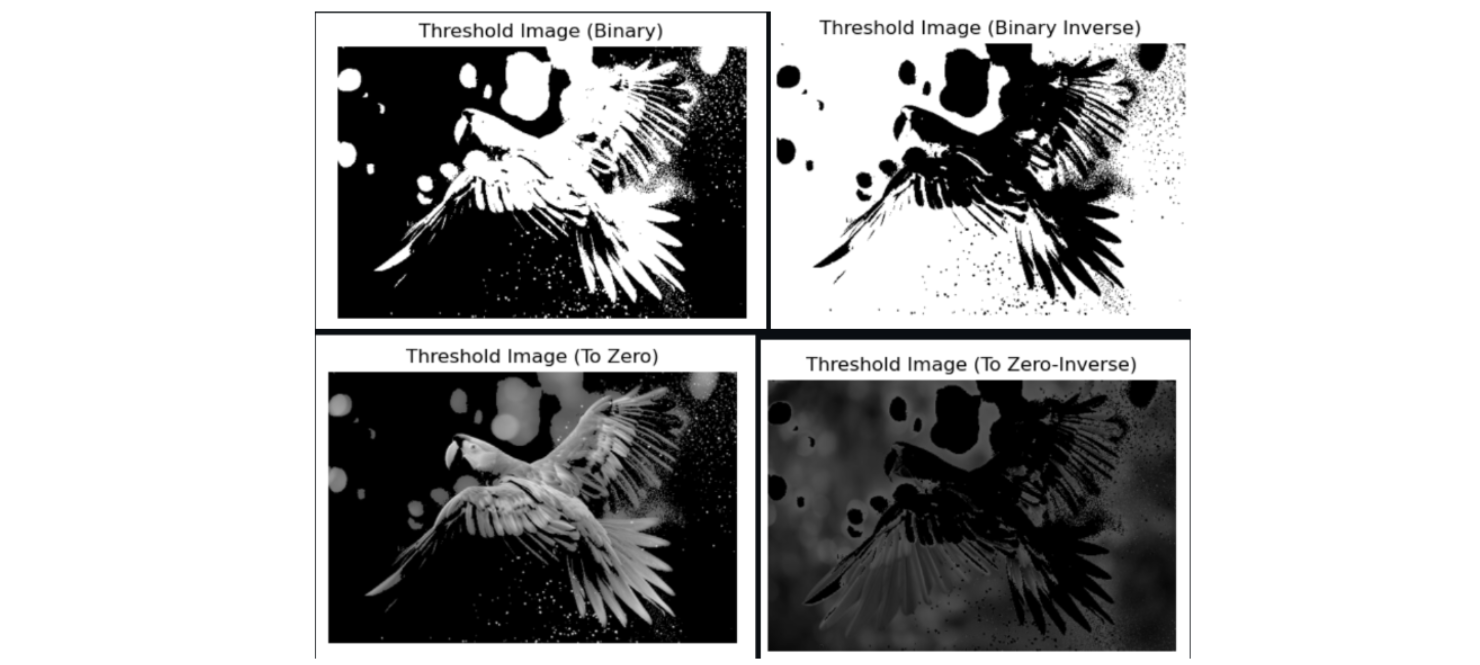 Threshold Image (Binary)
Threshold Image (Binary Inverse)
Threshold Image (To Zero)
Threshold Image (To Zero-Inverse)